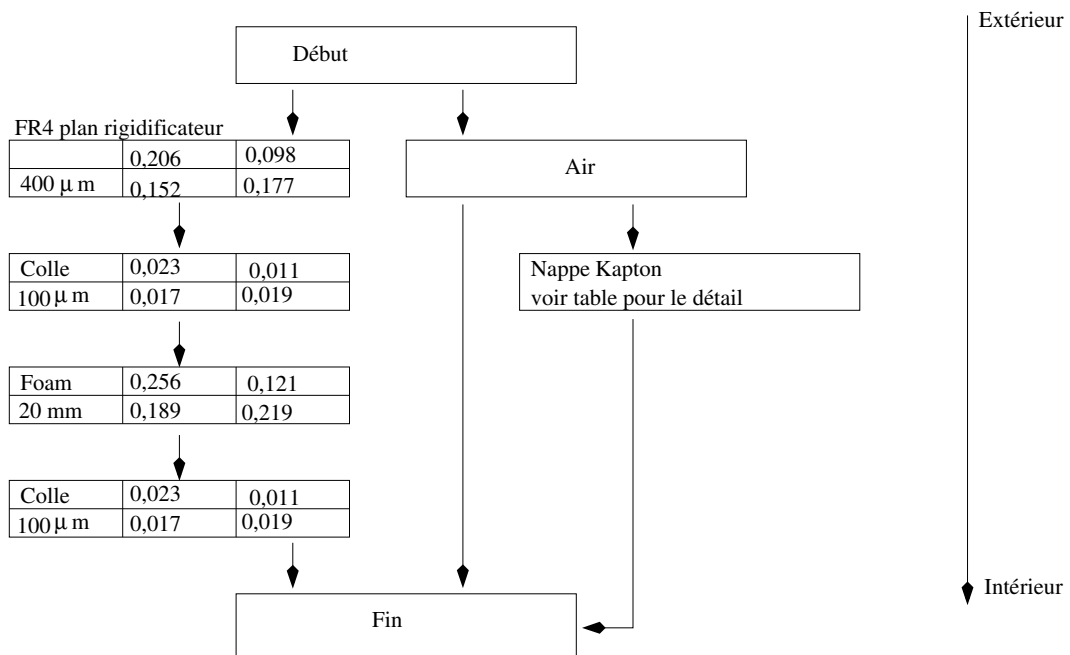 Extérieur
Début
FR4 plan rigidificateur
0,206 0,098
400 μ m 0,152 0,177
Air
Colle 0,023 0,011
100 μ m 0,017 0,019
Nappe Kapton
voir table pour le détail
Foam 0,256 0,121
20 mm 0,189 0,219
Colle 0,023 0,011
100 μ m 0,017 0,019
Intérieur
Fin